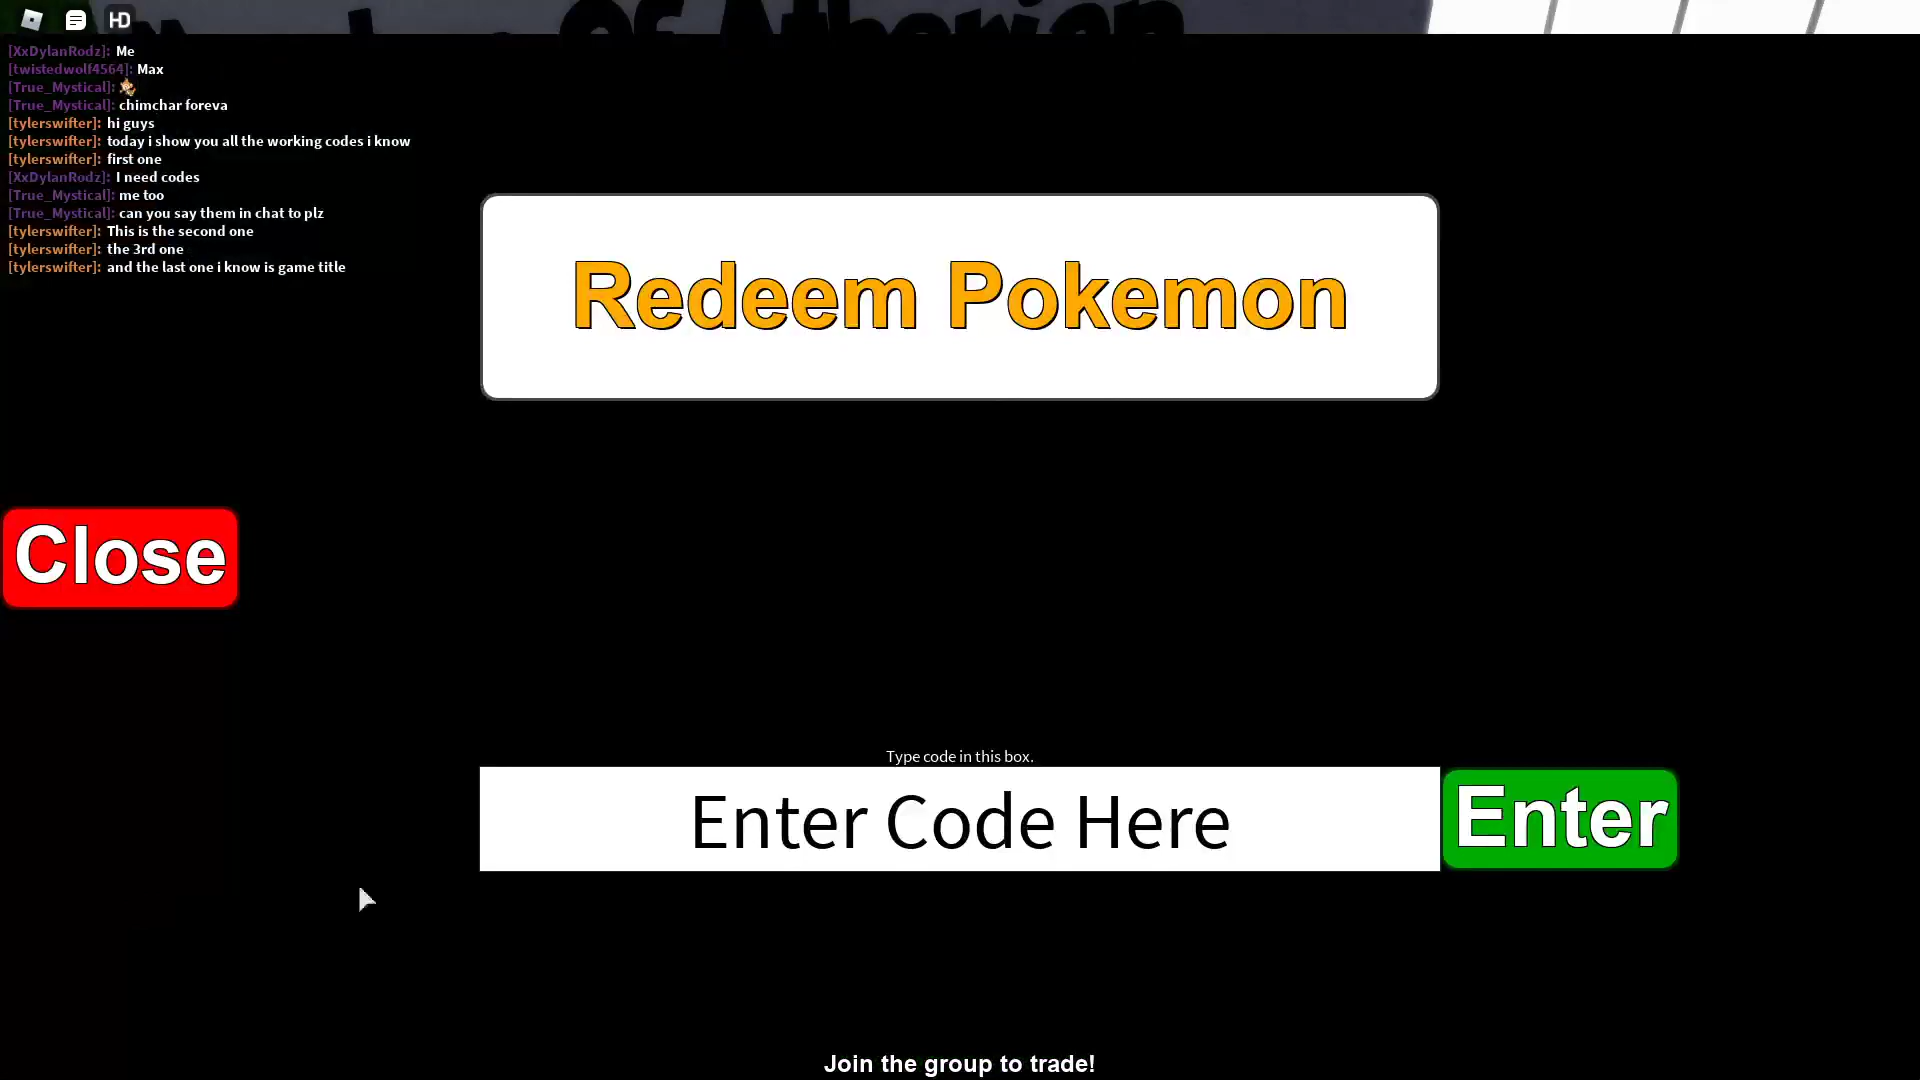 Of Atherian
HD
[XxDylanRodz]: Me
[twistedwolf4564]: Max
[True_Mystical]:
[True_Mystical]: chimchar foreva
[tylerswifter]: hi guys
[tylerswifter]: today i show you all the working codes i know
[tylerswifter]: first one
[XxDylanRodz]: I need codes
[True_Mystical]: me too
[True_Mystical]: can you say them in chat to plz
[tylerswifter]: This is the second one
[tylerswifter]: the 3rd one
[tylerswifter]: and the last one i know is game title
Redeem Pokemon
Close
Type code in this box.
Enter Code Here
Enter
Join the group to trade!